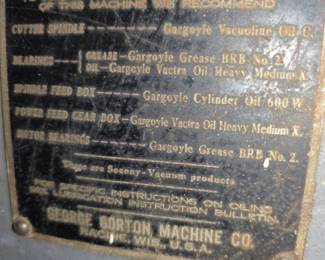 OF THIS MACHINE WE RECOMMEND
CUTTER SPINDLE - Gargoyle Vacuoline Oil C.
BEARINGS - GREASE - Gargoyle Grease BRB No. 2.
OIL - Gargoyle Vactra Oil Heavy Medium X.
SPINDLE FEED BOX - Gargoyle Cylinder Oil 600 W.
POWER FEED GEAR BOX - Gargoyle Vactra Oil Heavy Medium X.
MOTOR BEARINGS - Gargoyle Grease BRB No. 2.
are Socony-Vacuum products
FOR SPECIFIC INSTRUCTIONS ON OILING
INSTRUCTION BULLETIN.
GEORGE GORTON MACHINE CO.
RACINE, WIS., U.S.A.